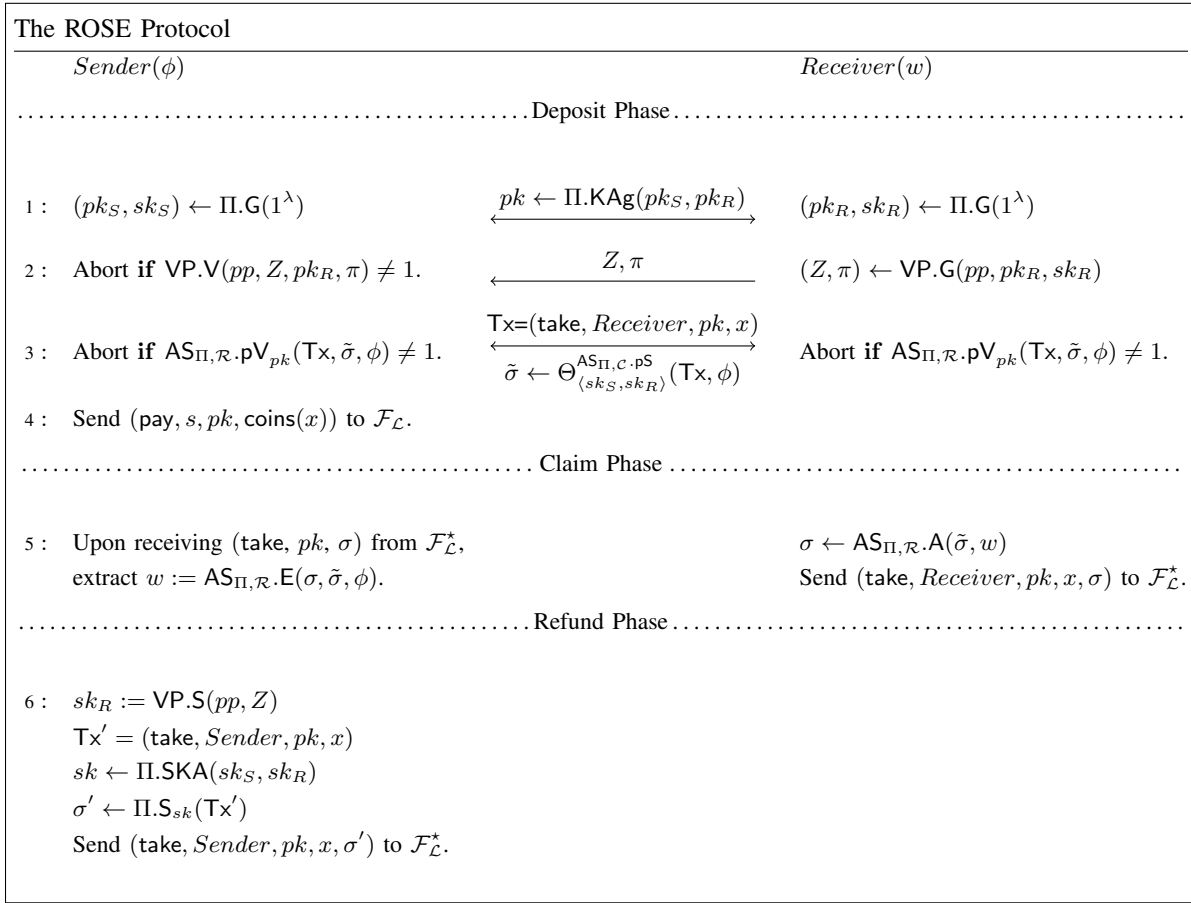 The ROSE Protocol
Sender(ϕ) Receiver(w)
Deposit Phase
1 : (pk_S, sk_S) ← Π.G(1^λ) pk ← Π.KAg(pk_S, pk_R) (pk_R, sk_R) ← Π.G(1^λ)
2 : Abort if VP.V(pp, Z, pk_R, π) ≠ 1. Z, π (Z, π) ← VP.G(pp, pk_R, sk_R)
Tx=(take, Receiver, pk, x)
3 : Abort if AS_{Π,R}.pV_{pk}(Tx, σ̃, ϕ) ≠ 1. Abort if AS_{Π,R}.pV_{pk}(Tx, σ̃, ϕ) ≠ 1.
σ̃ ← Θ^{AS_{Π,C}.pS}_{⟨sk_S,sk_R⟩}(Tx, ϕ)
4 : Send (pay, s, pk, coins(x)) to F_L.
Claim Phase
5 : Upon receiving (take, pk, σ) from F_L^⋆, σ ← AS_{Π,R}.A(σ̃, w)
extract w := AS_{Π,R}.E(σ, σ̃, ϕ). Send (take, Receiver, pk, x, σ) to F_L^⋆.
Refund Phase
6 : sk_R := VP.S(pp, Z)
Tx′ = (take, Sender, pk, x)
sk ← Π.SKA(sk_S, sk_R)
σ′ ← Π.S_{sk}(Tx′)
Send (take, Sender, pk, x, σ′) to F_L^⋆.